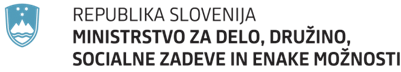 REPUBLIKA SLOVENIJA
MINISTRSTVO ZA DELO, DRUŽINO,
SOCIALNE ZADEVE IN ENAKE MOŽNOSTI